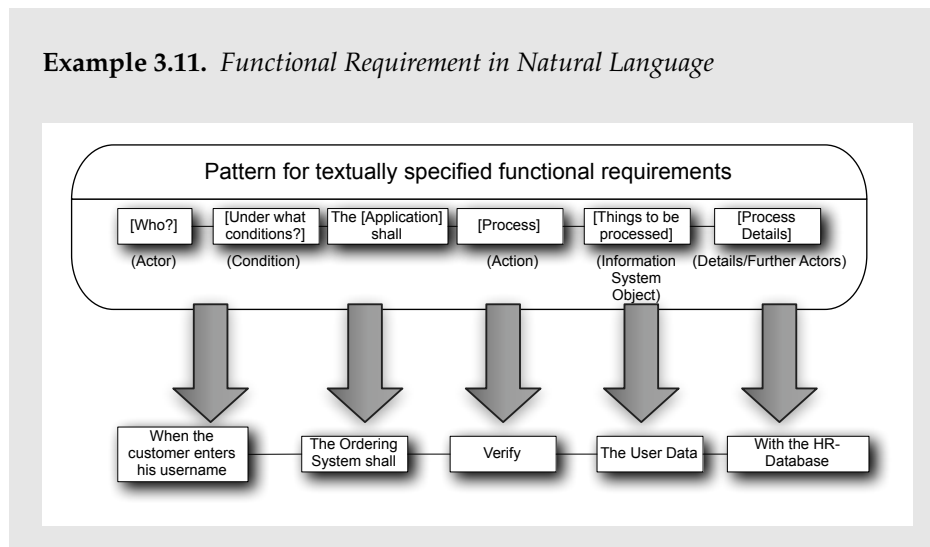 Example 3.11. Functional Requirement in Natural Language
Pattern for textually specified functional requirements
[Who?]
[Under what
conditions?]
The [Application]
shall
[Process]
[Things to be
processed]
[Process
Details]
(Actor)
(Condition)
(Action)
(Information
System
Object)
(Details/Further Actors)
When the
customer enters
his username
The Ordering
System shall
Verify
The User Data
With the HR-
Database